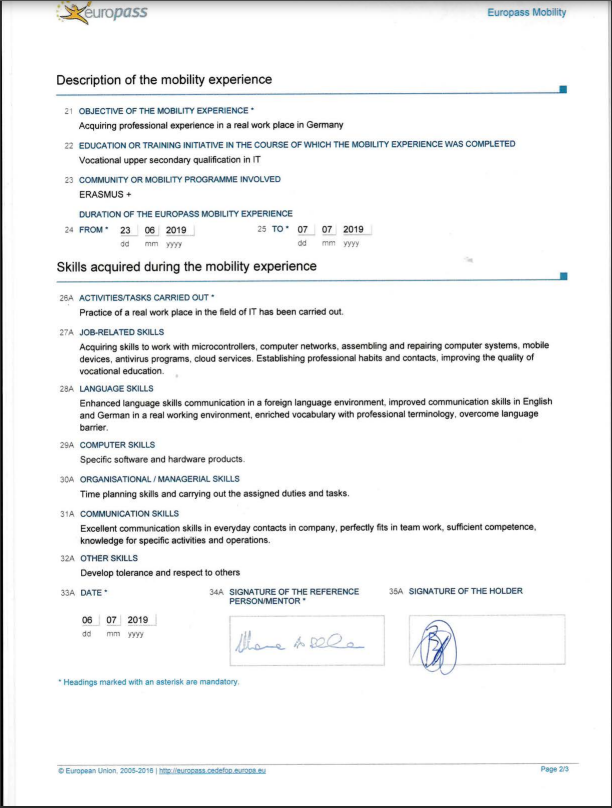 europass
Europass Mobility
Description of the mobility experience
21 OBJECTIVE OF THE MOBILITY EXPERIENCE *
Acquiring professional experience in a real work place in Germany
22 EDUCATION OR TRAINING INITIATIVE IN THE COURSE OF WHICH THE MOBILITY EXPERIENCE WAS COMPLETED
Vocational upper secondary qualification in IT
23 COMMUNITY OR MOBILITY PROGRAMME INVOLVED
ERASMUS +
DURATION OF THE EUROPASS MOBILITY EXPERIENCE
24 FROM * 23 06 2019 25 TO * 07 07 2019
dd mm yyyy dd mm yyyy
Skills acquired during the mobility experience
26A ACTIVITIES/TASKS CARRIED OUT *
Practice of a real work place in the field of IT has been carried out.
27A JOB-RELATED SKILLS
Acquiring skills to work with microcontrollers, computer networks, assembling and repairing computer systems, mobile
devices, antivirus programs, cloud services. Establishing professional habits and contacts, improving the quality of
vocational education.
28A LANGUAGE SKILLS
Enhanced language skills communication in a foreign language environment, improved communication skills in English
and German in a real working environment, enriched vocabulary with professional terminology, overcome language
barrier.
29A COMPUTER SKILLS
Specific software and hardware products.
30A ORGANISATIONAL / MANAGERIAL SKILLS
Time planning skills and carrying out the assigned duties and tasks.
31A COMMUNICATION SKILLS
Excellent communication skills in everyday contacts in company, perfectly fits in team work, sufficient competence,
knowledge for specific activities and operations.
32A OTHER SKILLS
Develop tolerance and respect to others
33A DATE * 34A SIGNATURE OF THE REFERENCE 35A SIGNATURE OF THE HOLDER
PERSON/MENTOR *
06 07 2019
dd mm yyyy
* Headings marked with an asterisk are mandatory.
© European Union, 2005-2016 | http://europass.cedefop.europa.eu
Page 2/3